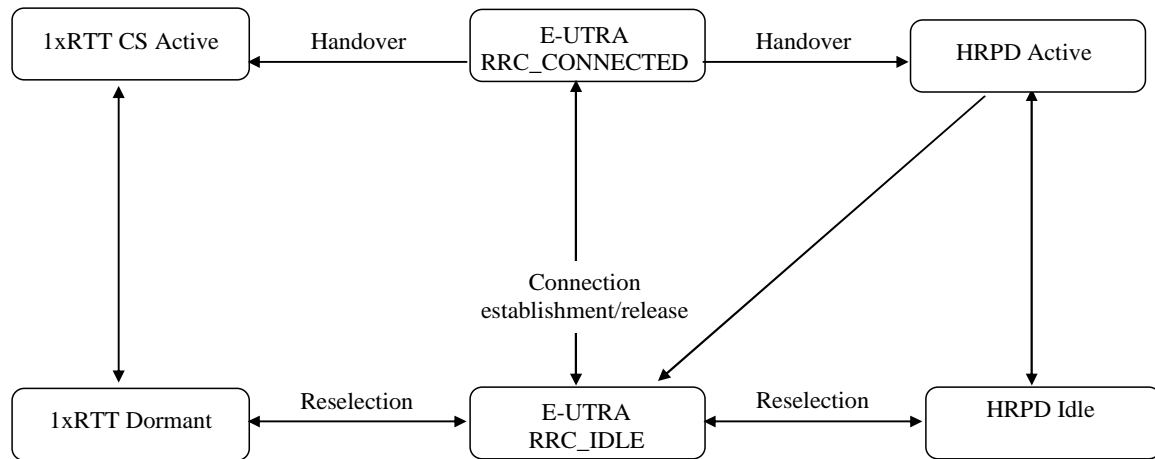 1xRTT CS Active
Handover
E-UTRA
RRC_CONNECTED
Handover
HRPD Active
Connection
establishment/release
1xRTT Dormant
Reselection
E-UTRA
RRC_IDLE
Reselection
HRPD Idle